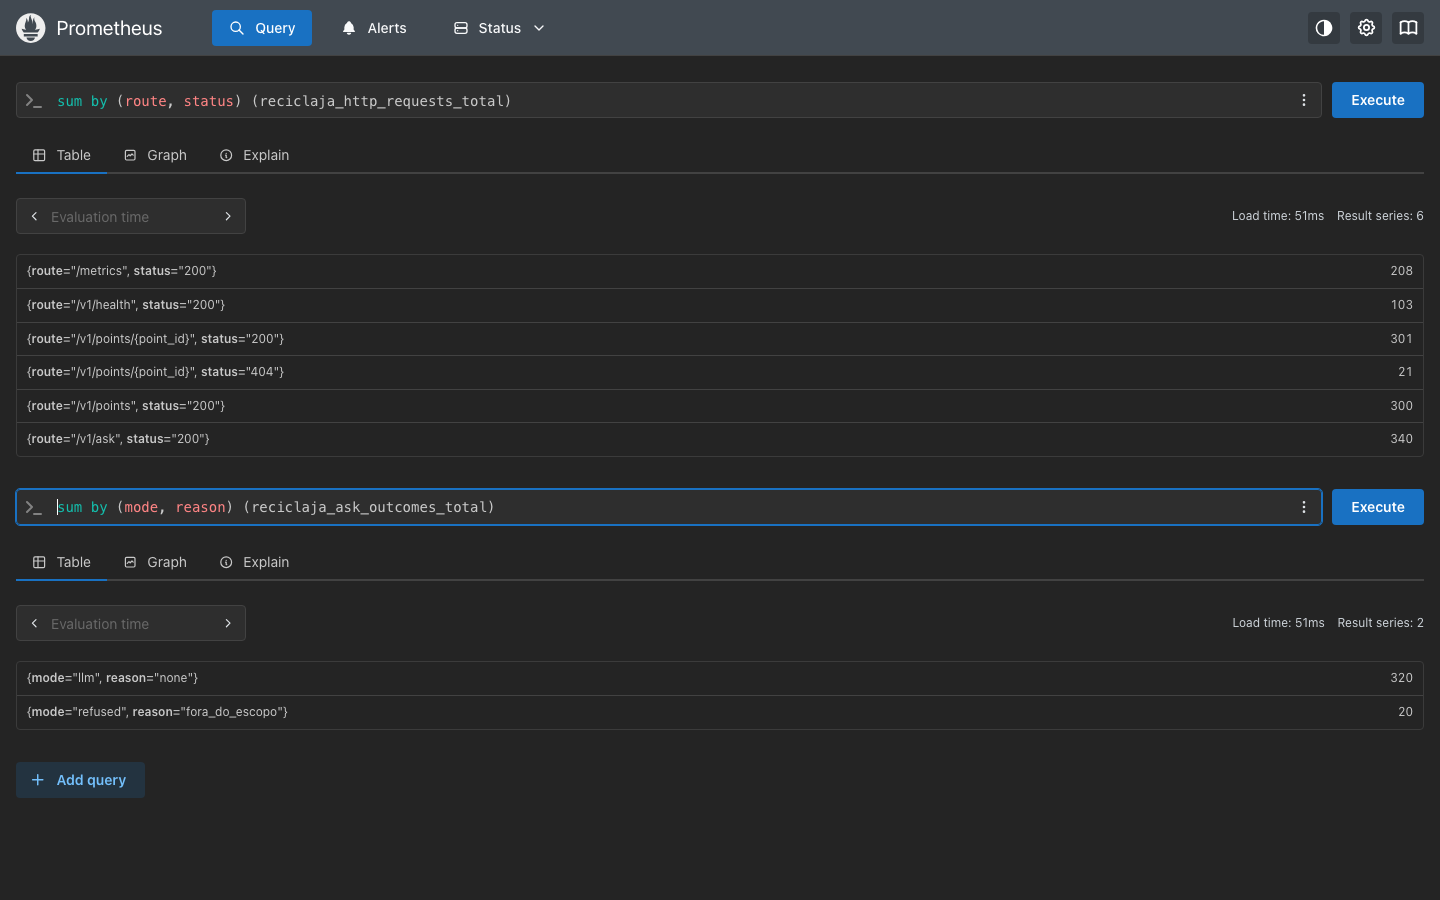 Prometheus Query Alerts Status
sum by (route, status) (reciclaja_http_requests_total) Execute
Table Graph Explain
Evaluation time Load time: 51ms Result series: 6
{route="/metrics", status="200"} 208
{route="/v1/health", status="200"} 103
{route="/v1/points/{point_id}", status="200"} 301
{route="/v1/points/{point_id}", status="404"} 21
{route="/v1/points", status="200"} 300
{route="/v1/ask", status="200"} 340
sum by (mode, reason) (reciclaja_ask_outcomes_total) Execute
Table Graph Explain
Evaluation time Load time: 51ms Result series: 2
{mode="llm", reason="none"} 320
{mode="refused", reason="fora_do_escopo"} 20
Add query